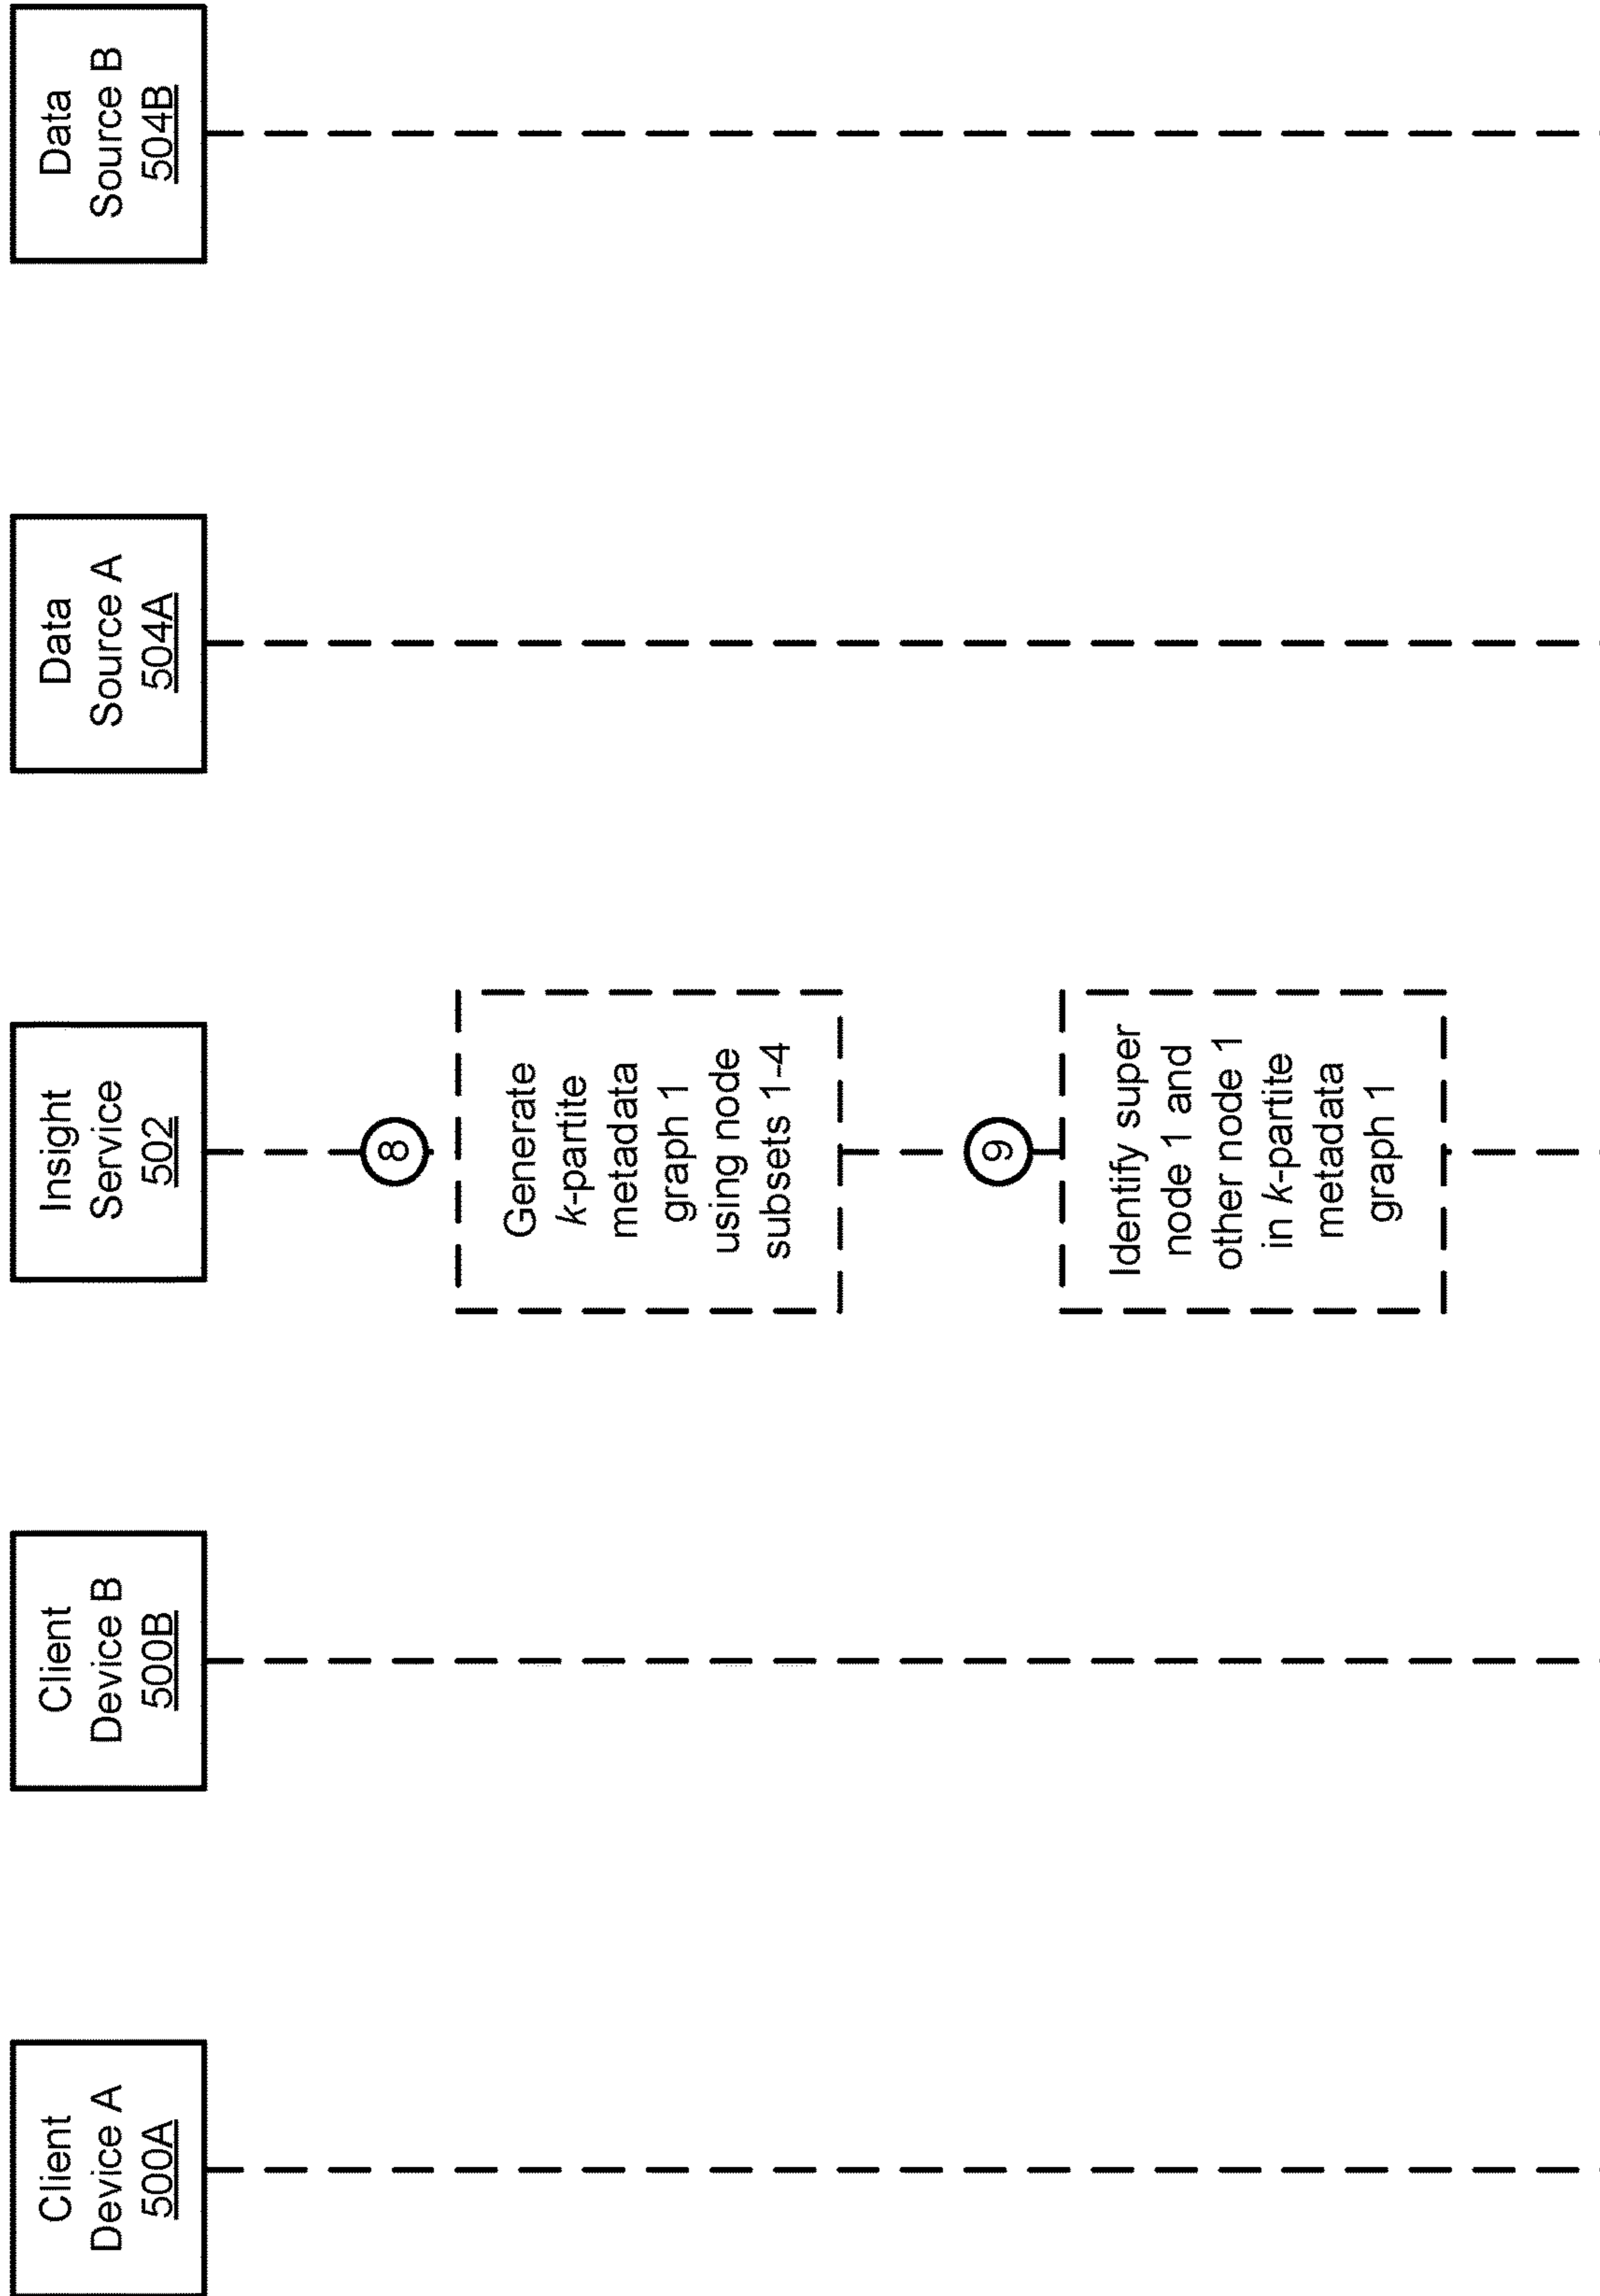 Client
Device A
500A
Client
Device B
500B
Insight
Service
502
Data
Source A
504A
Data
Source B
504B
8
Generate
k-partite
metadata
graph 1
using node
subsets 1-4
9
Identify super
node 1 and
other node 1
in k-partite
metadata
graph 1